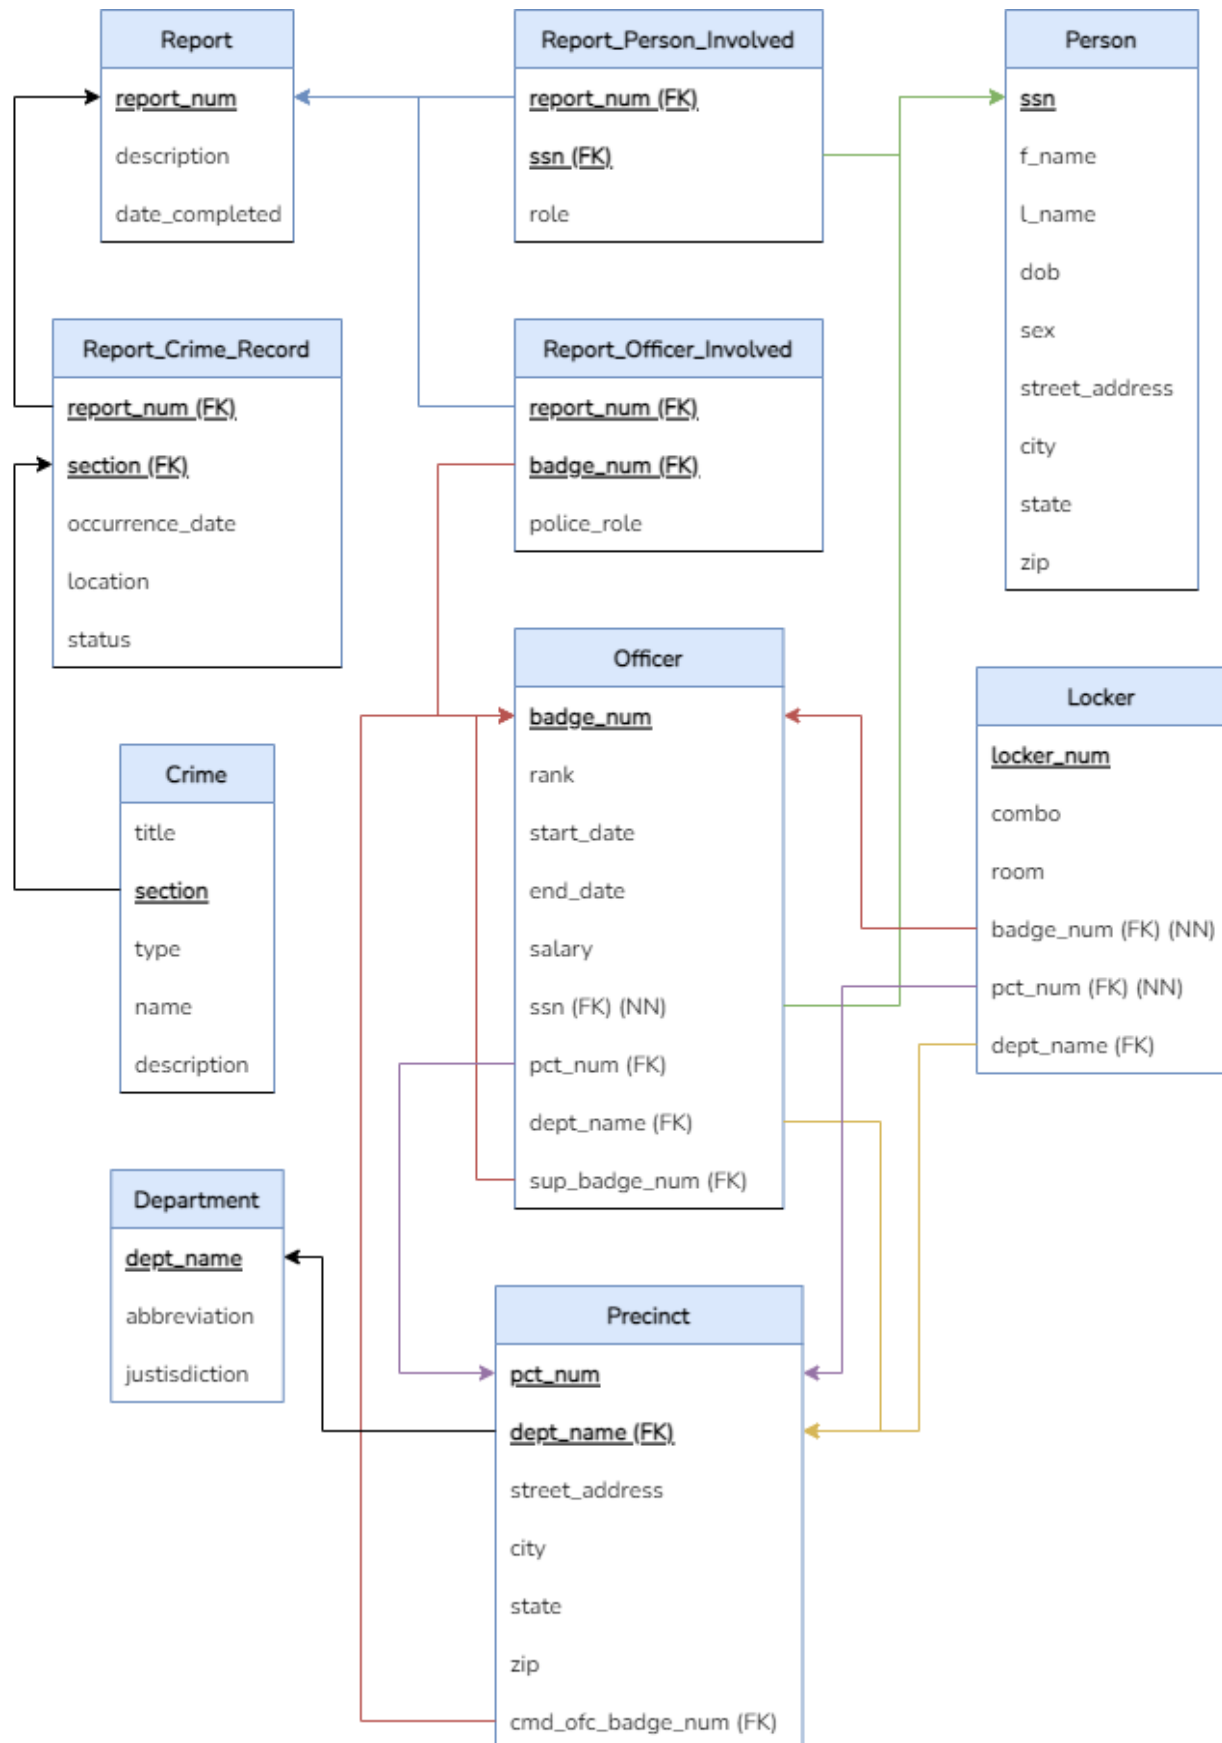 Report
report_num
description
date_completed
Report_Person_Involved
report_num (FK)
ssn (FK)
role
Person
ssn
f_name
l_name
dob
sex
street_address
city
state
zip
Report_Crime_Record
report_num (FK)
section (FK)
occurrence_date
location
status
Report_Officer_Involved
report_num (FK)
badge_num (FK)
police_role
Officer
badge_num
rank
start_date
end_date
salary
ssn (FK) (NN)
pct_num (FK)
dept_name (FK)
sup_badge_num (FK)
Locker
locker_num
combo
room
badge_num (FK) (NN)
pct_num (FK) (NN)
dept_name (FK)
Crime
title
section
type
name
description
Department
dept_name
abbreviation
justisdiction
Precinct
pct_num
dept_name (FK)
street_address
city
state
zip
cmd_ofc_badge_num (FK)